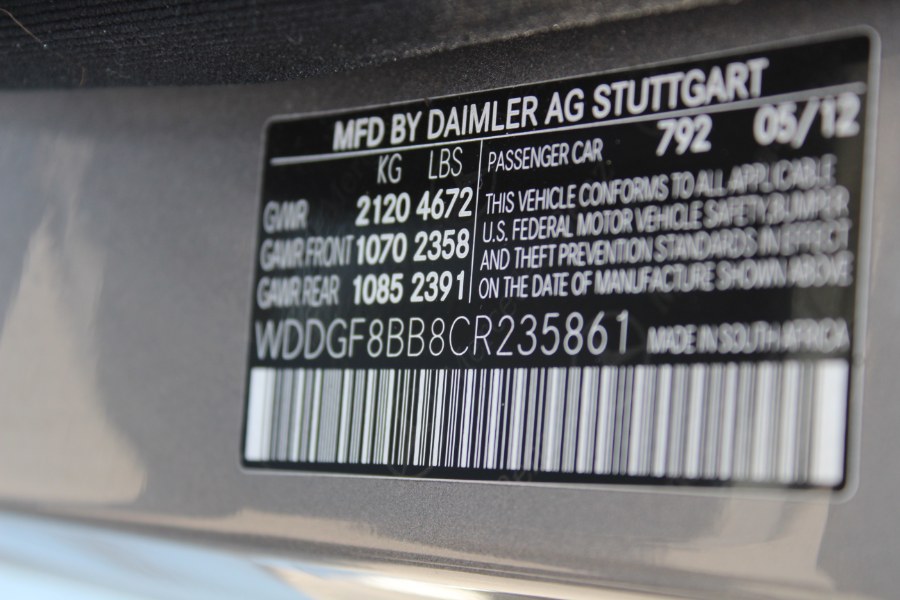 MFD BY DAIMLER AG STUTTGART
KG LBS
GVWR 2120 4672
GAWR FRONT 1070 2358
GAWR REAR 1085 2391
PASSENGER CAR 792 05/12
THIS VEHICLE CONFORMS TO ALL APPLICABLE
U.S. FEDERAL MOTOR VEHICLE SAFETY,BUMPER
AND THEFT PREVENTION STANDARDS IN EFFECT
ON THE DATE OF MANUFACTURE SHOWN ABOVE
WDDGF8BB8CR235861 MADE IN SOUTH AFRICA